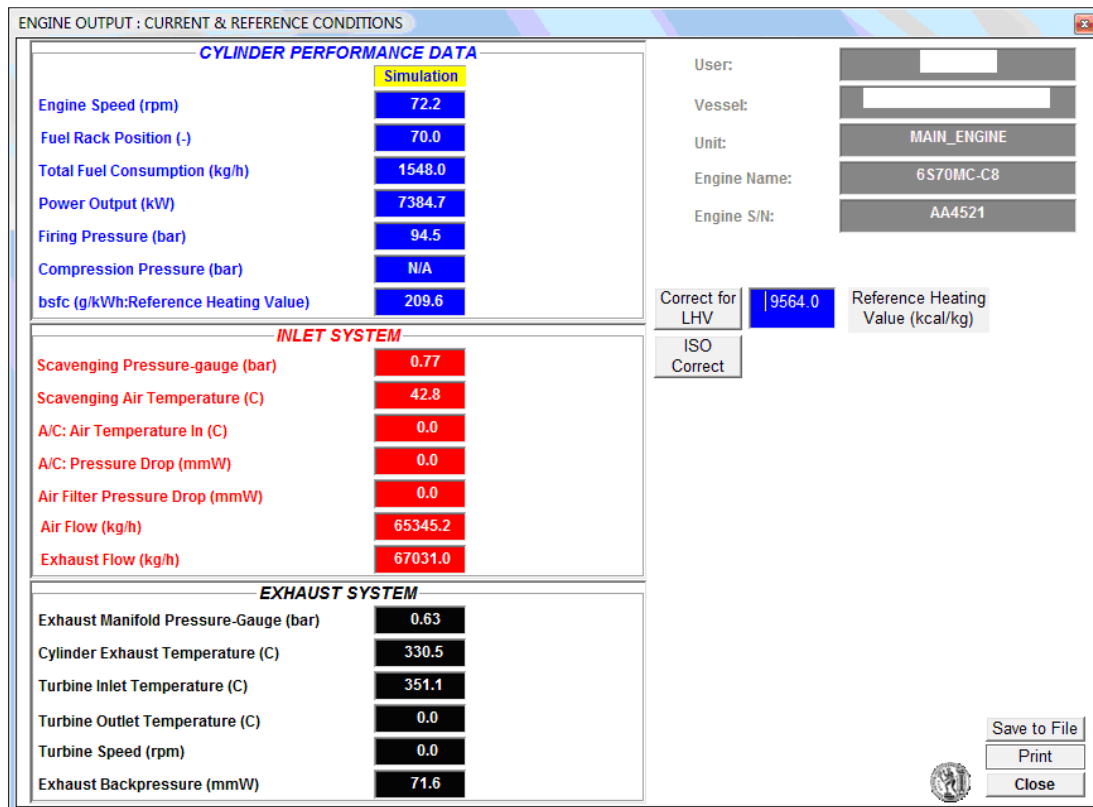 ENGINE OUTPUT : CURRENT & REFERENCE CONDITIONS
CYLINDER PERFORMANCE DATA
Simulation
Engine Speed (rpm) 72.2
Fuel Rack Position (-) 70.0
Total Fuel Consumption (kg/h) 1548.0
Power Output (kW) 7384.7
Firing Pressure (bar) 94.5
Compression Pressure (bar) N/A
bsfc (g/kWh:Reference Heating Value) 209.6
INLET SYSTEM
Scavenging Pressure-gauge (bar) 0.77
Scavenging Air Temperature (C) 42.8
A/C: Air Temperature In (C) 0.0
A/C: Pressure Drop (mmW) 0.0
Air Filter Pressure Drop (mmW) 0.0
Air Flow (kg/h) 65345.2
Exhaust Flow (kg/h) 67031.0
EXHAUST SYSTEM
Exhaust Manifold Pressure-Gauge (bar) 0.63
Cylinder Exhaust Temperature (C) 330.5
Turbine Inlet Temperature (C) 351.1
Turbine Outlet Temperature (C) 0.0
Turbine Speed (rpm) 0.0
Exhaust Backpressure (mmW) 71.6
User:
Vessel:
Unit: MAIN_ENGINE
Engine Name: 6S70MC-C8
Engine S/N: AA4521
Correct for
LHV
9564.0
Reference Heating
Value (kcal/kg)
ISO
Correct
Save to File
Print
Close